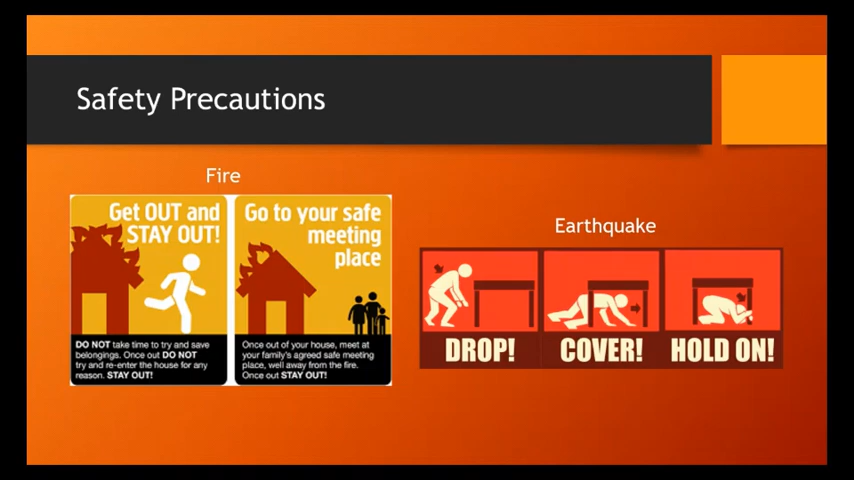 Safety Precautions
Fire
Get OUT and
STAY OUT!
DO NOT take time to try and save
belongings. Once out DO NOT
try and re-enter the house for any
reason. STAY OUT!
Go to your safe
meeting
place
Once out of your house, meet at
your family's agreed safe meeting
place, well away from the fire.
Once out STAY OUT!
Earthquake
DROP!
COVER!
HOLD ON!